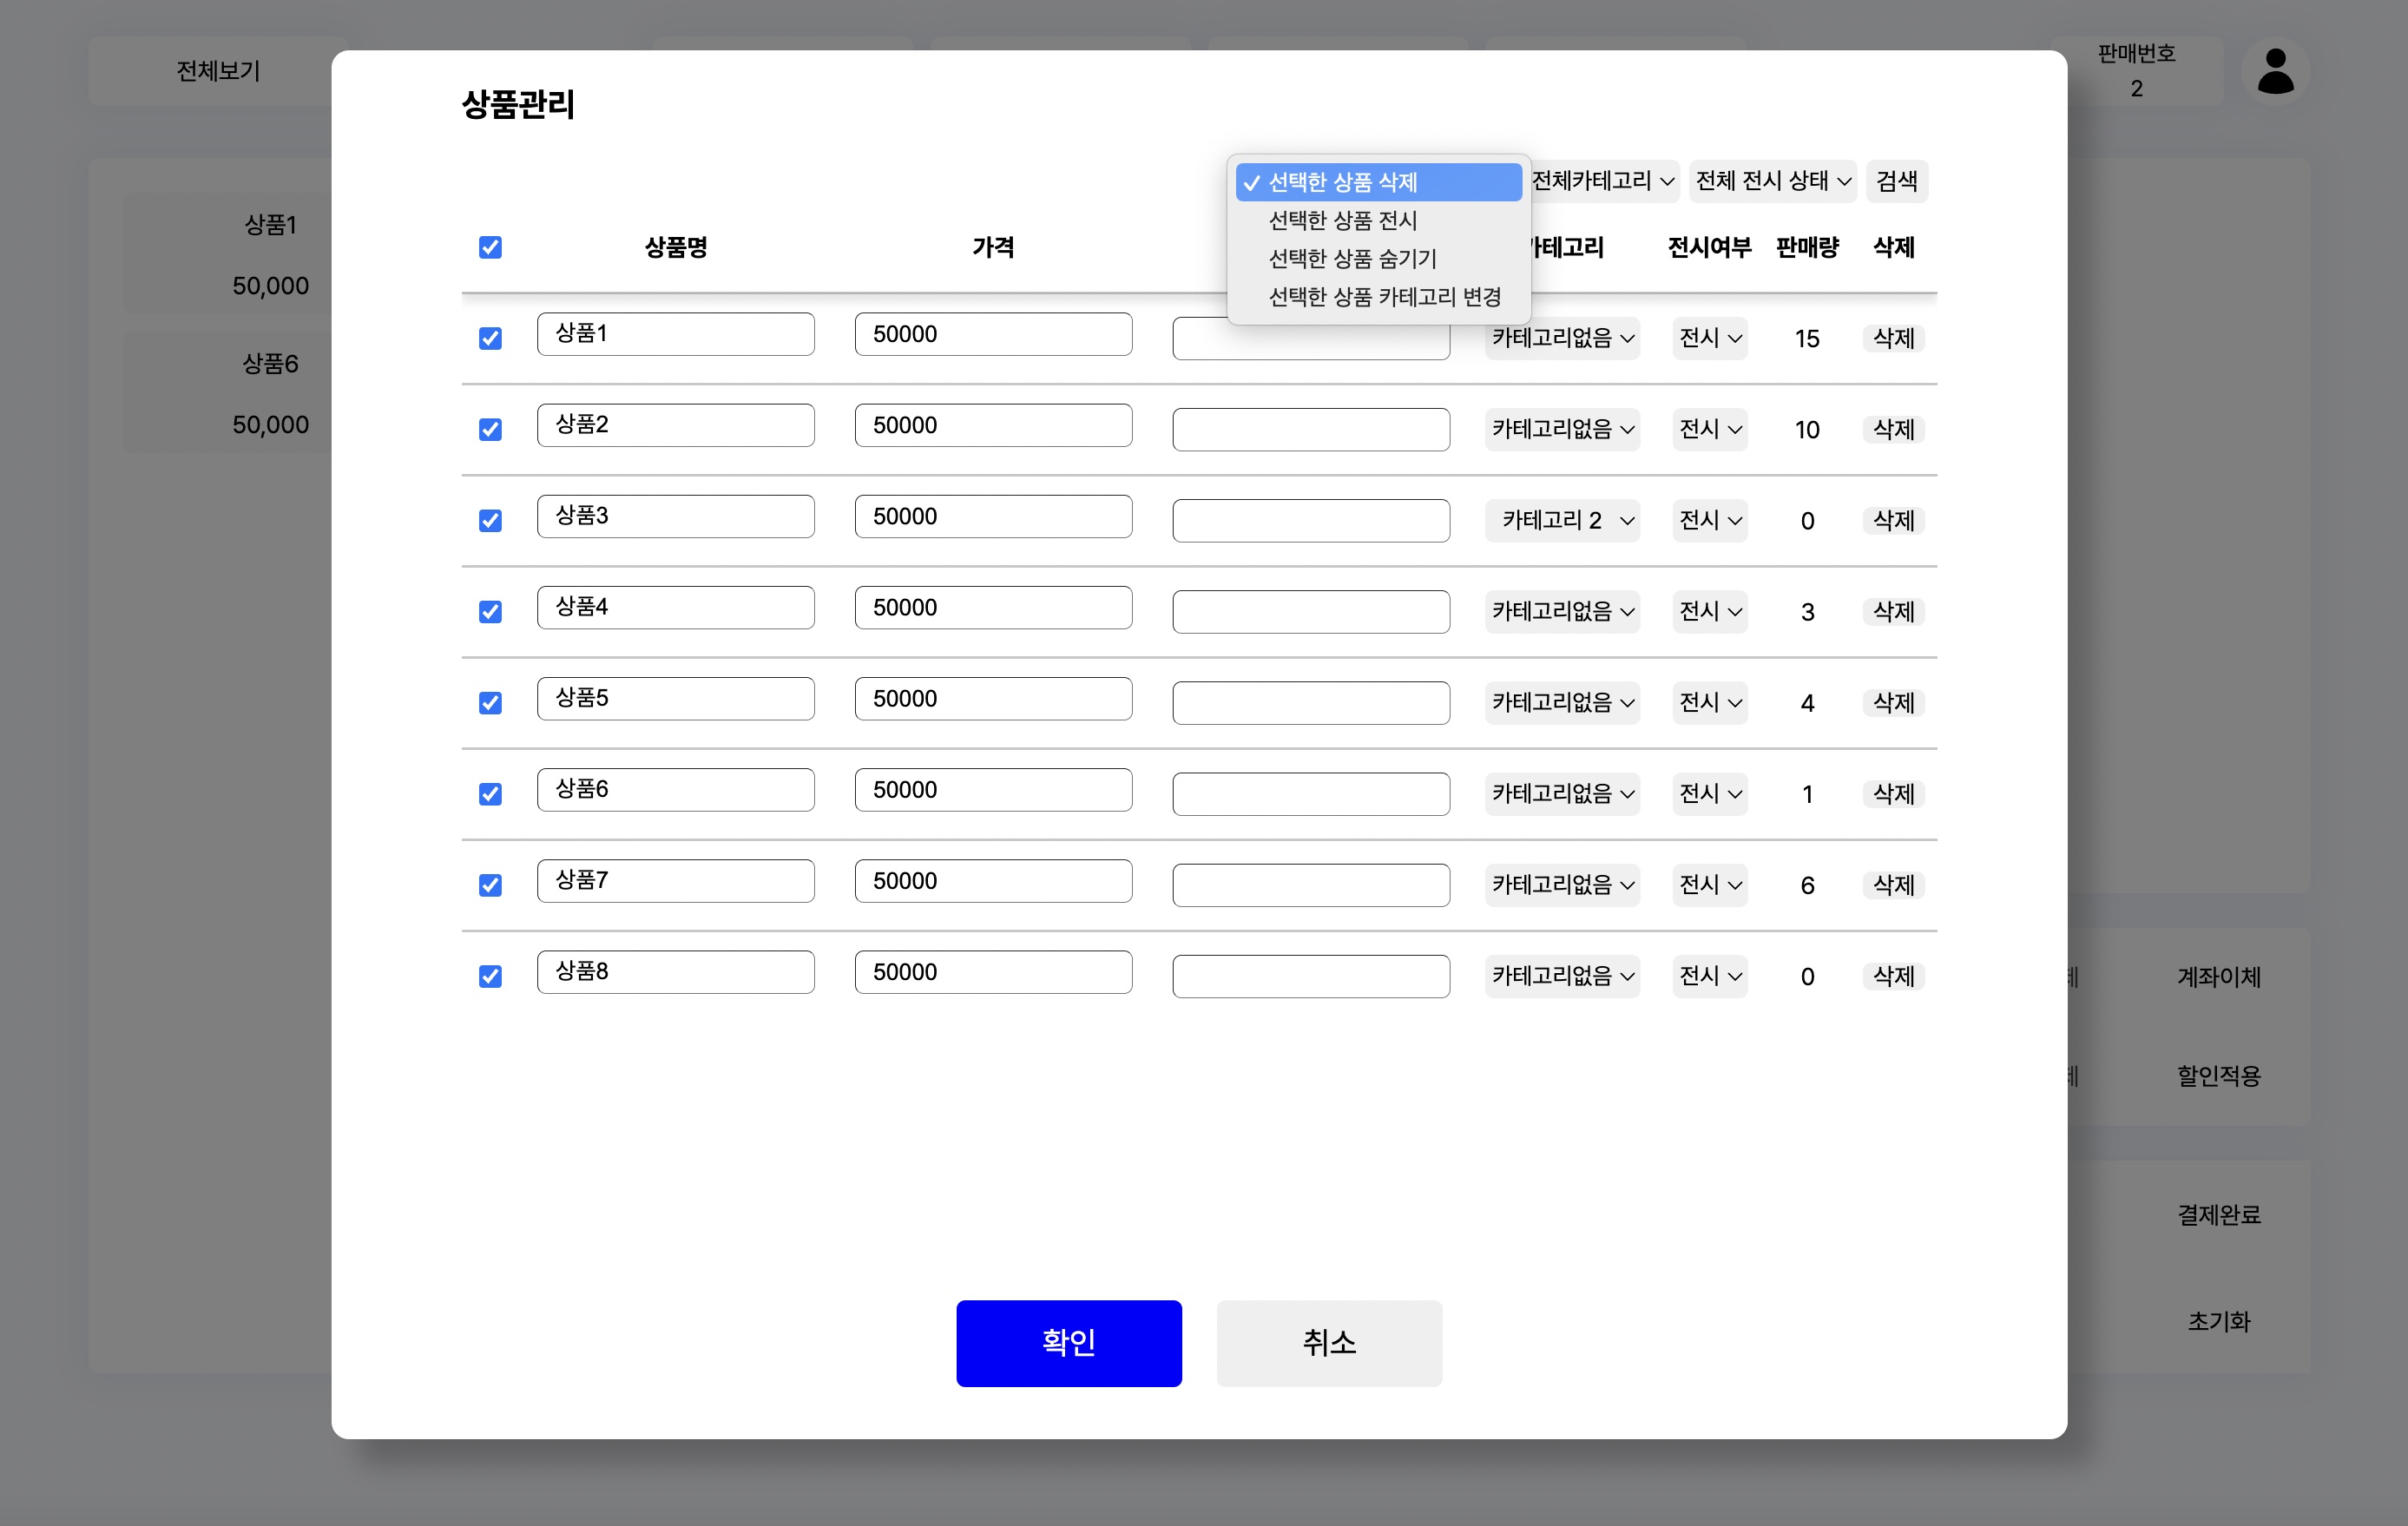 전체보기
판매번호
2
상품관리
선택한 상품 삭제
선택한 상품 전시
선택한 상품 숨기기
선택한 상품 카테고리 변경
전체카테고리
전체 전시 상태
검색
상품명 가격 테고리 전시여부 판매량 삭제
상품1 50000 카테고리없음 전시 15 삭제
상품2 50000 카테고리없음 전시 10 삭제
상품3 50000 카테고리 2 전시 0 삭제
상품4 50000 카테고리없음 전시 3 삭제
상품5 50000 카테고리없음 전시 4 삭제
상품6 50000 카테고리없음 전시 1 삭제
상품7 50000 카테고리없음 전시 6 삭제
상품8 50000 카테고리없음 전시 0 삭제
확인 취소
상품1
50,000
상품6
50,000
계좌이체
할인적용
결제완료
초기화